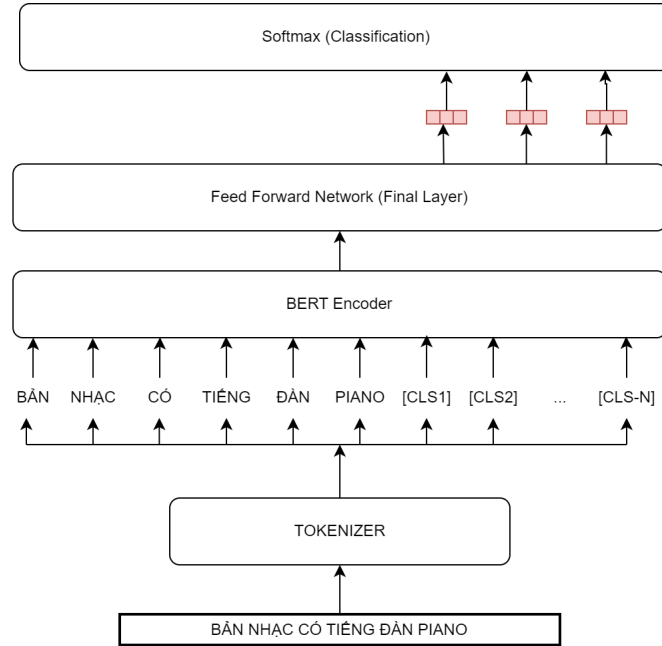 Softmax (Classification)
Feed Forward Network (Final Layer)
BERT Encoder
BẢN NHẠC CÓ TIẾNG ĐÀN PIANO [CLS1] [CLS2] ... [CLS-N]
TOKENIZER
BẢN NHẠC CÓ TIẾNG ĐÀN PIANO